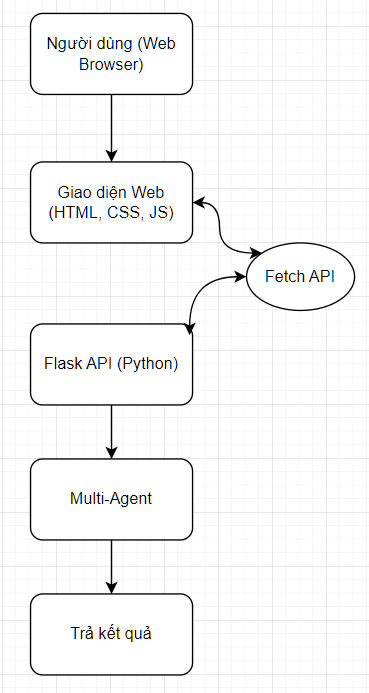 Người dùng (Web
Browser)
Giao diện Web
(HTML, CSS, JS)
Fetch API
Flask API (Python)
Multi-Agent
Trả kết quả